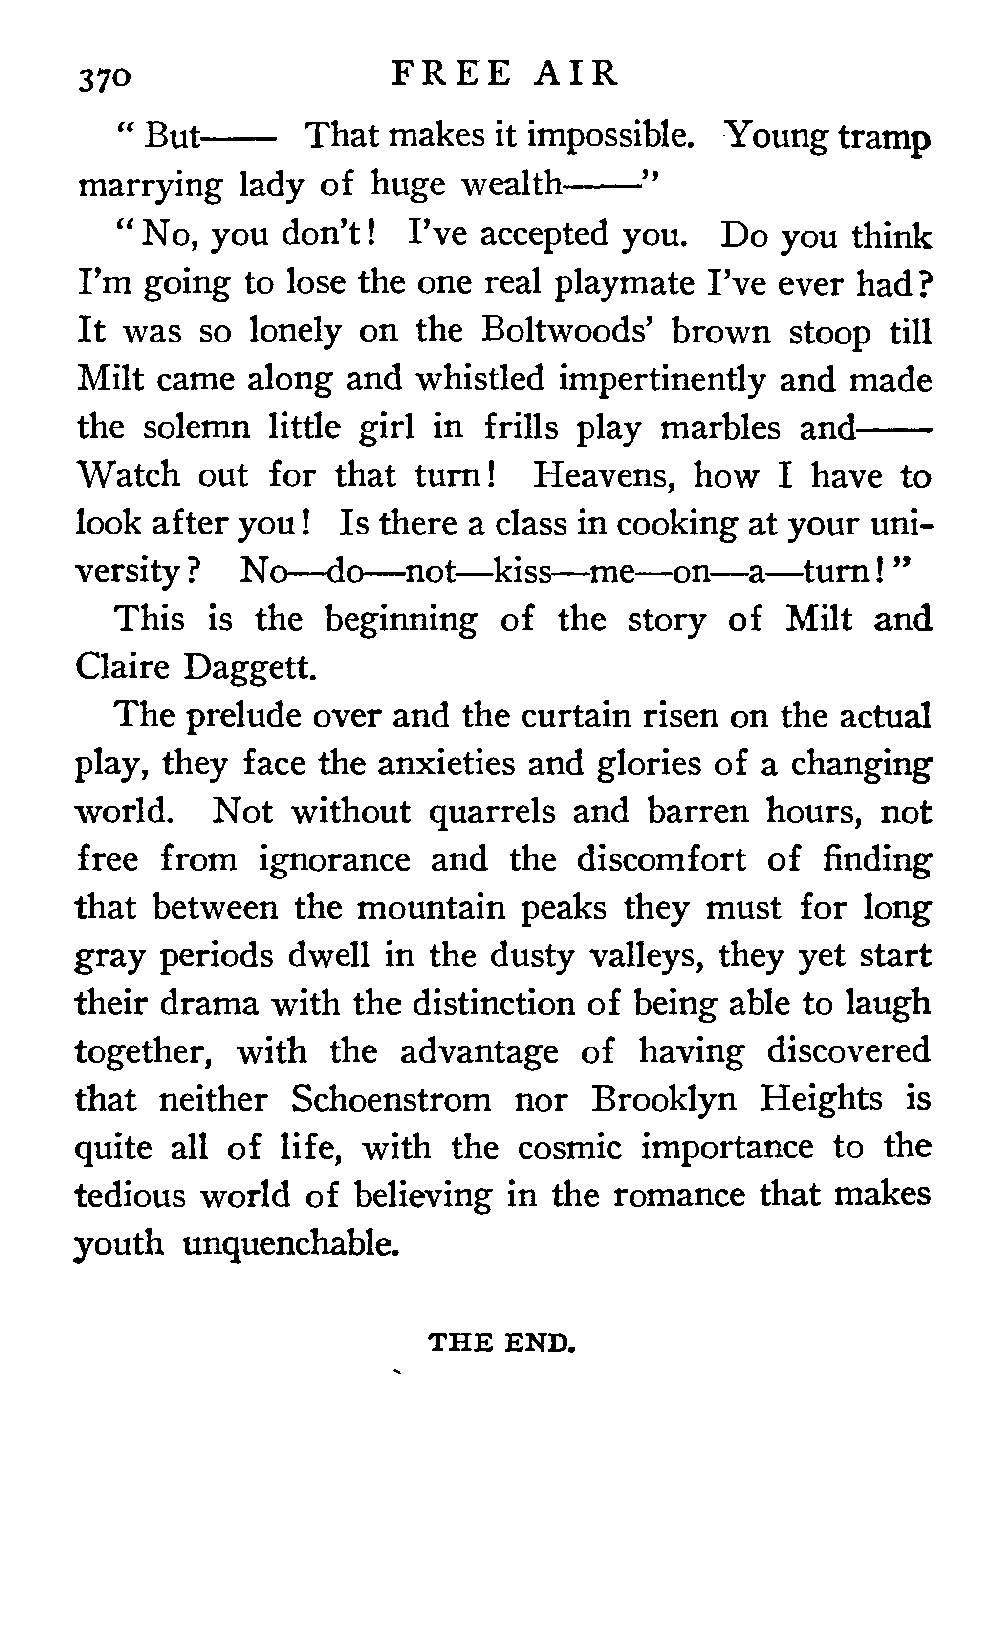 370 FREE AIR
“ But—— That makes it impossible. Young tramp
marrying lady of huge wealth——”
“ No, you don’t! I’ve accepted you. Do you think
I’m going to lose the one real playmate I’ve ever had?
It was so lonely on the Boltwoods’ brown stoop till
Milt came along and whistled impertinently and made
the solemn little girl in frills play marbles and——
Watch out for that turn! Heavens, how I have to
look after you! Is there a class in cooking at your uni-
versity? No—do—not—kiss—me—on—a—turn!”
This is the beginning of the story of Milt and
Claire Daggett.
The prelude over and the curtain risen on the actual
play, they face the anxieties and glories of a changing
world. Not without quarrels and barren hours, not
free from ignorance and the discomfort of finding
that between the mountain peaks they must for long
gray periods dwell in the dusty valleys, they yet start
their drama with the distinction of being able to laugh
together, with the advantage of having discovered
that neither Schoenstrom nor Brooklyn Heights is
quite all of life, with the cosmic importance to the
tedious world of believing in the romance that makes
youth unquenchable.
THE END.